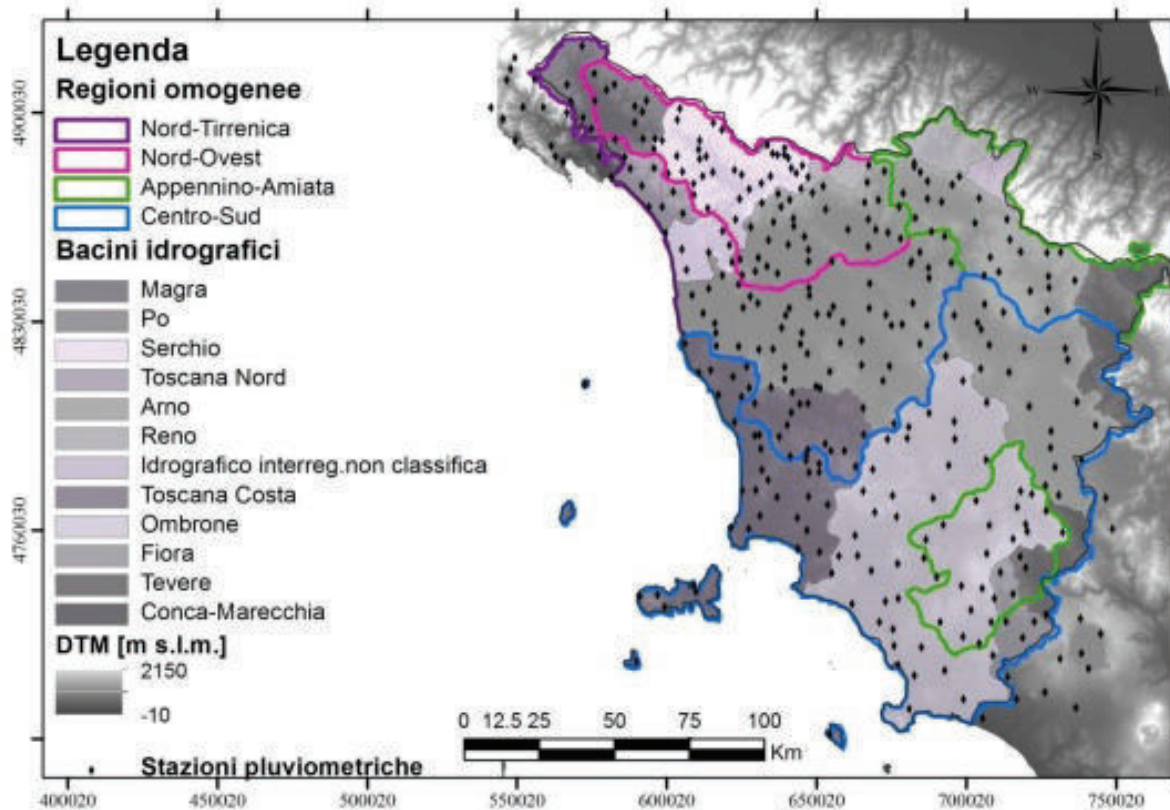 Legenda
Regioni omogenee
Nord-Tirrenica
Nord-Ovest
Appennino-Amiata
Centro-Sud
Bacini idrografici
Magra
Po
Serchio
Toscana Nord
Arno
Reno
Idrografico interreg.non classifica
Toscana Costa
Ombrone
Fiora
Tevere
Conca-Marecchia
DTM [m s.l.m.]
2150
-10
Stazioni pluviometriche
N
W E
S
4900030
4830030
4760030
0 12.5 25 50 75 100
Km
400020 450020 500020 550020 600020 650020 700020 750020